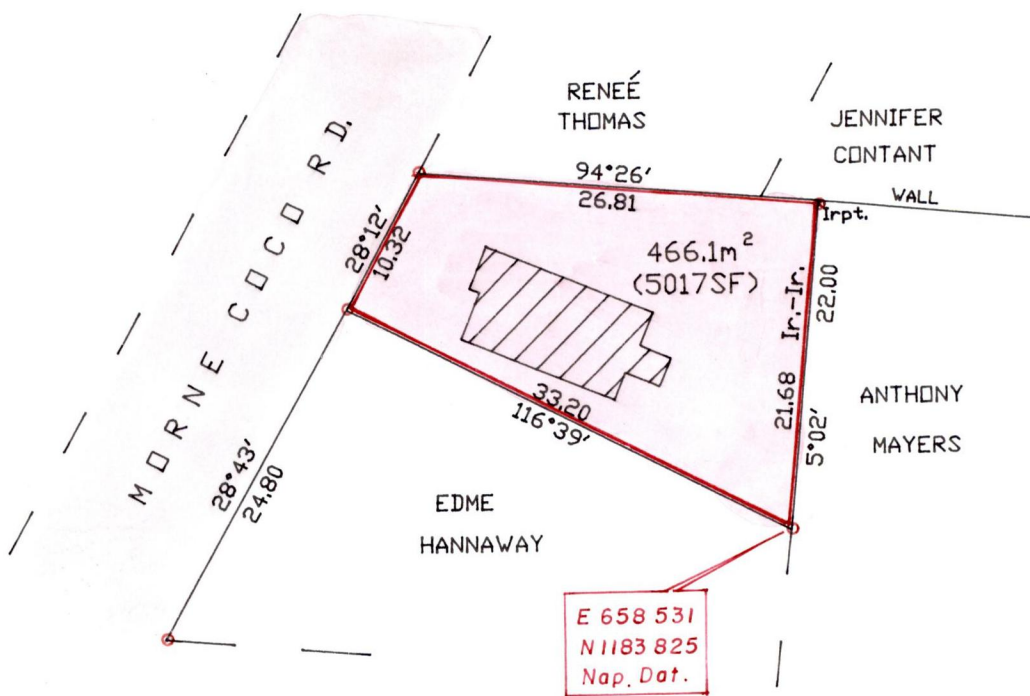 RENEÉ
THOMAS
JENNIFER
CONTANT
WALL
MORNE COCO RD.
94°26'
26.81
Irpt.
28°12'
10.32
466.1m²
(5017SF)
Ir.-Ir.
22.00
21.68
5°02'
33.20
116°39'
ANTHONY
MAYERS
28°43'
24.80
EDME
HANNAWAY
E 658 531
N 1183 825
Nap. Dat.